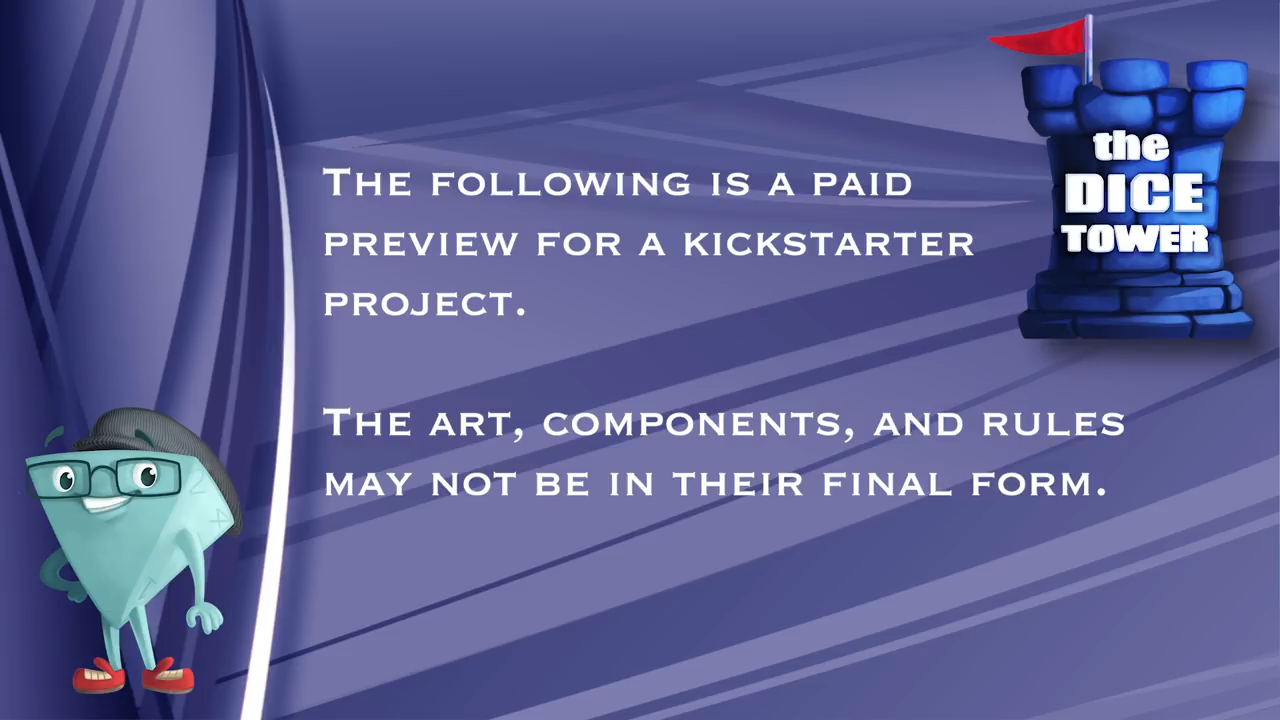 The following is a paid
preview for a Kickstarter
project.
The art, components, and rules
may not be in their final form.
the
DICE
TOWER